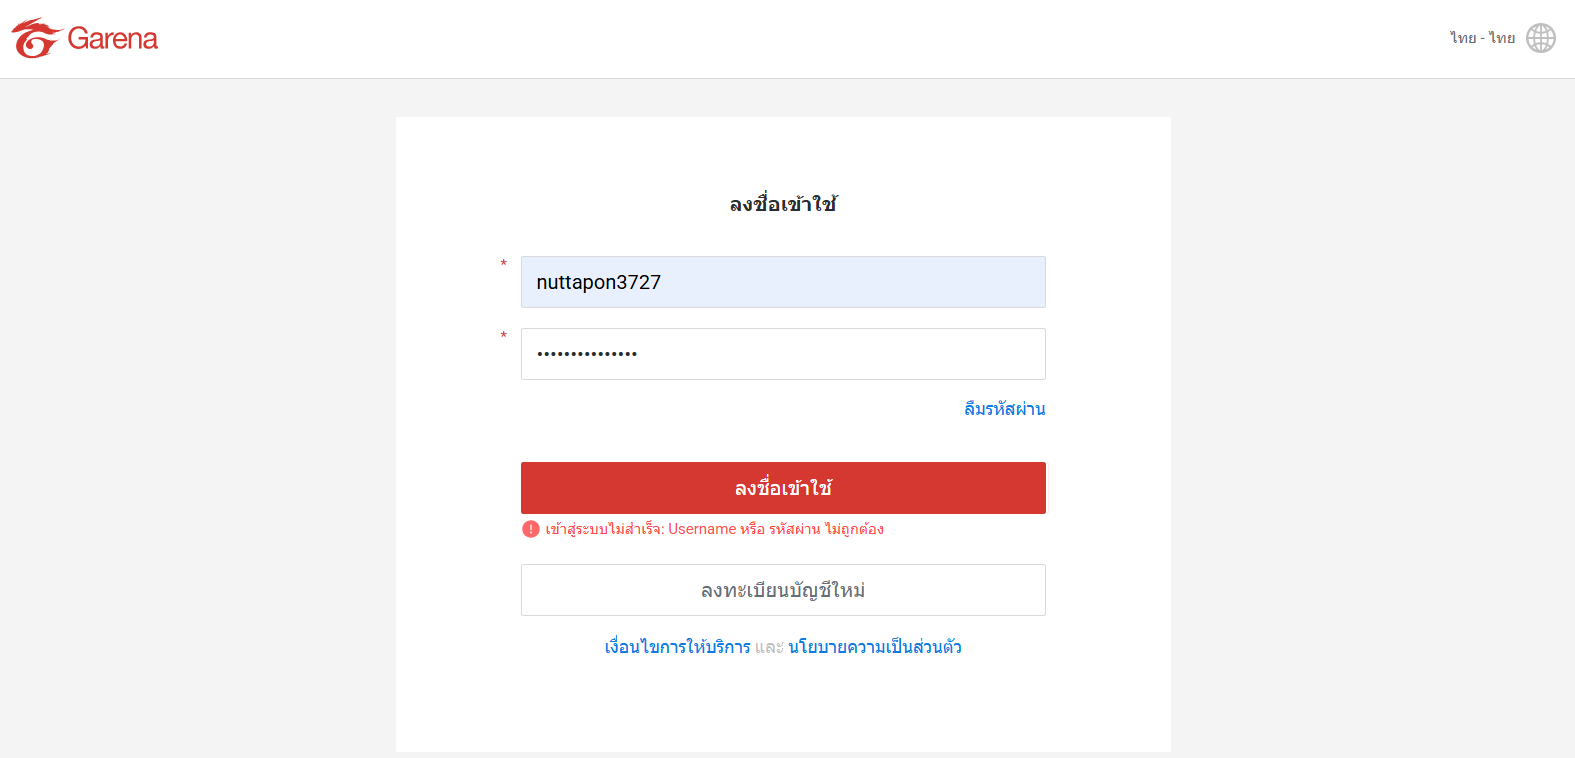 Garena
ไทย - ไทย
ลงชื่อเข้าใช้
*
nuttapon3727
*
•••••••••••••••
ลืมรหัสผ่าน
ลงชื่อเข้าใช้
เข้าสู่ระบบไม่สำเร็จ: Username หรือ รหัสผ่าน ไม่ถูกต้อง
ลงทะเบียนบัญชีใหม่
เงื่อนไขการให้บริการ และ นโยบายความเป็นส่วนตัว